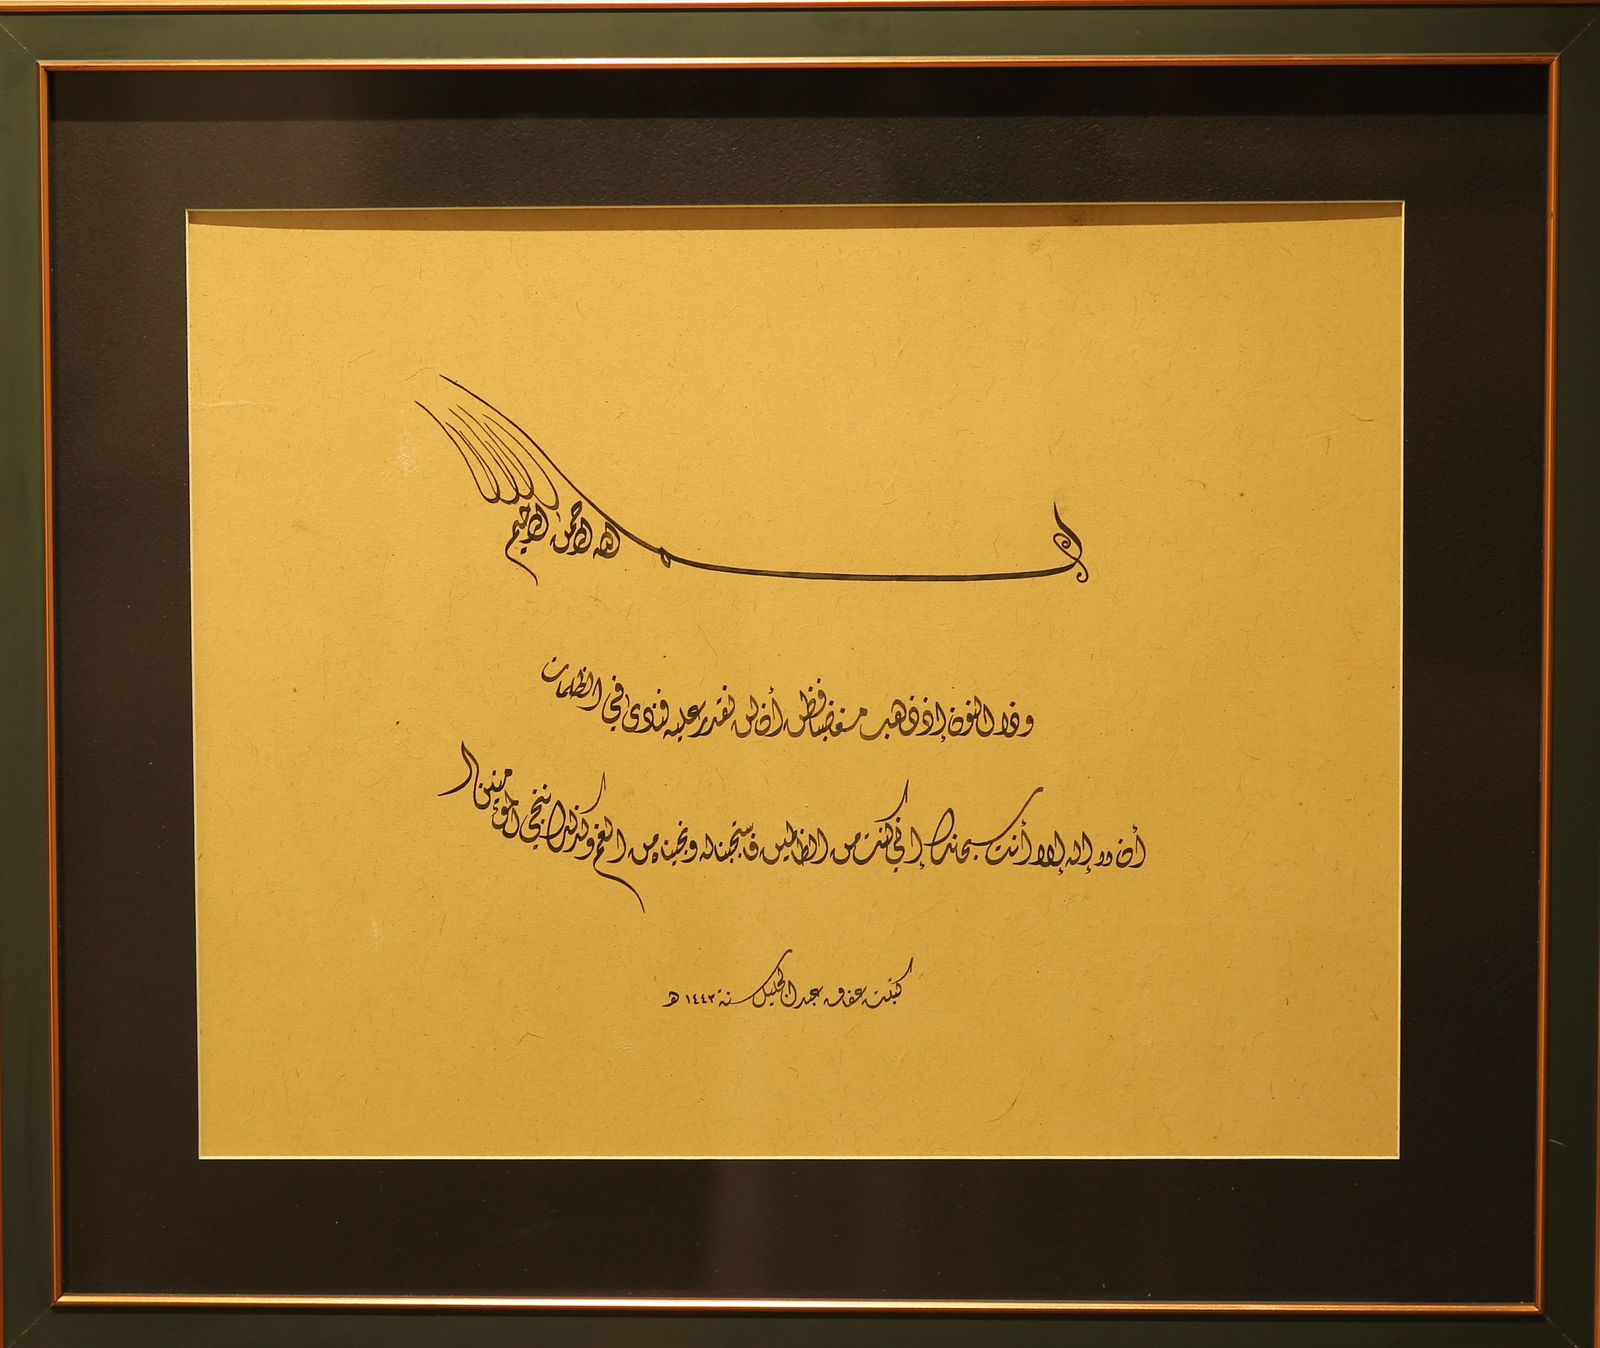 بسم الله الرحمن الرحيم
وذا النون إذ ذهب مغضبا فظن أن لن نقدر عليه فنادى في الظلمات
أن لا إله إلا أنت سبحانك إني كنت من الظالمين فاستجبنا له ونجيناه من الغم وكذلك ننجي المؤمنين
كتبته عفاف عبد الجليل سنة ١٤٤٣ هـ